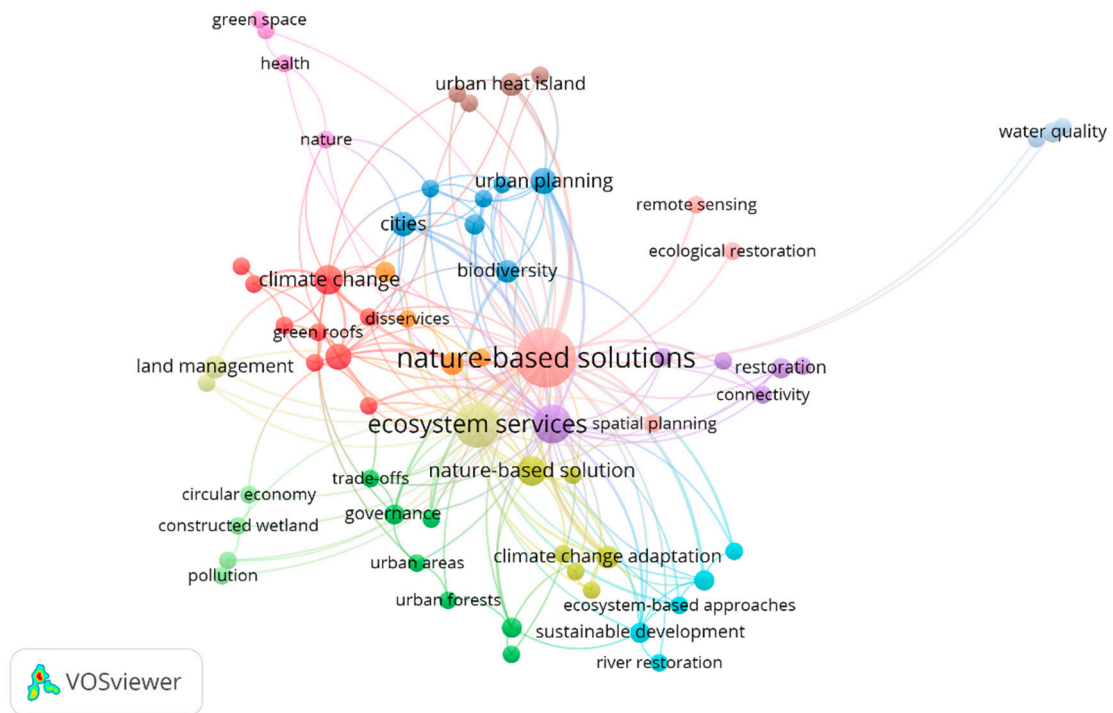 green space
health
urban heat island
water quality
nature
urban planning
remote sensing
cities
ecological restoration
biodiversity
climate change
disservices
green roofs
nature-based solutions
land management
restoration
connectivity
ecosystem services
spatial planning
nature-based solution
trade-offs
circular economy
governance
constructed wetland
climate change adaptation
urban areas
pollution
urban forests
ecosystem-based approaches
sustainable development
river restoration
VOSviewer